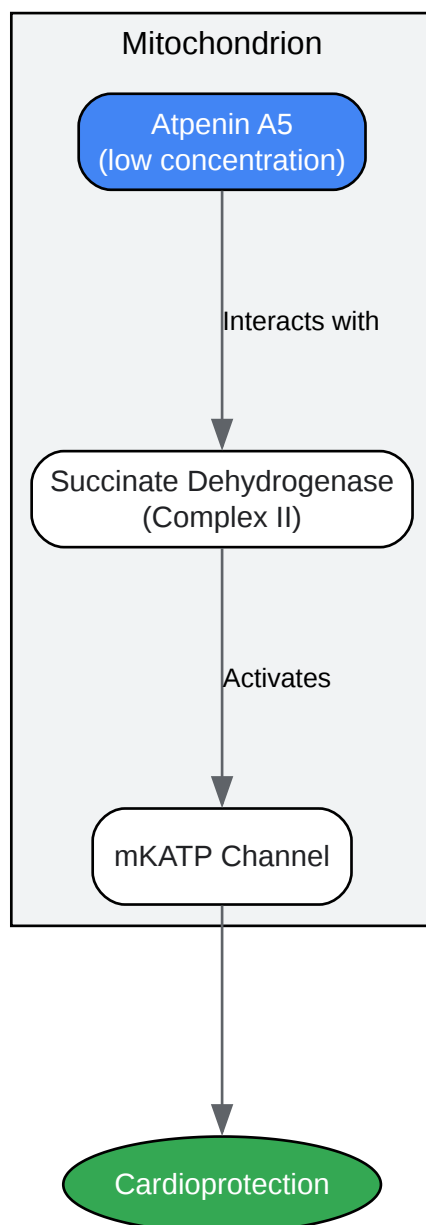 Mitochondrion
Atpenin A5
(low concentration)
Interacts with
Succinate Dehydrogenase
(Complex II)
Activates
mKATP Channel
Cardioprotection